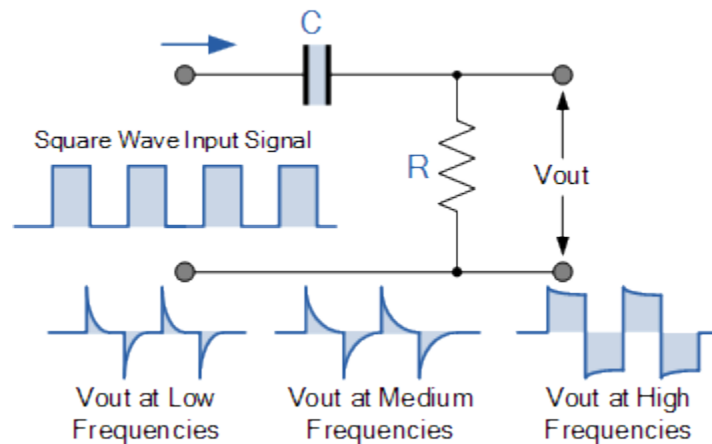 C
Square Wave Input Signal
R
Vout
Vout at Low
Frequencies
Vout at Medium
Frequencies
Vout at High
Frequencies